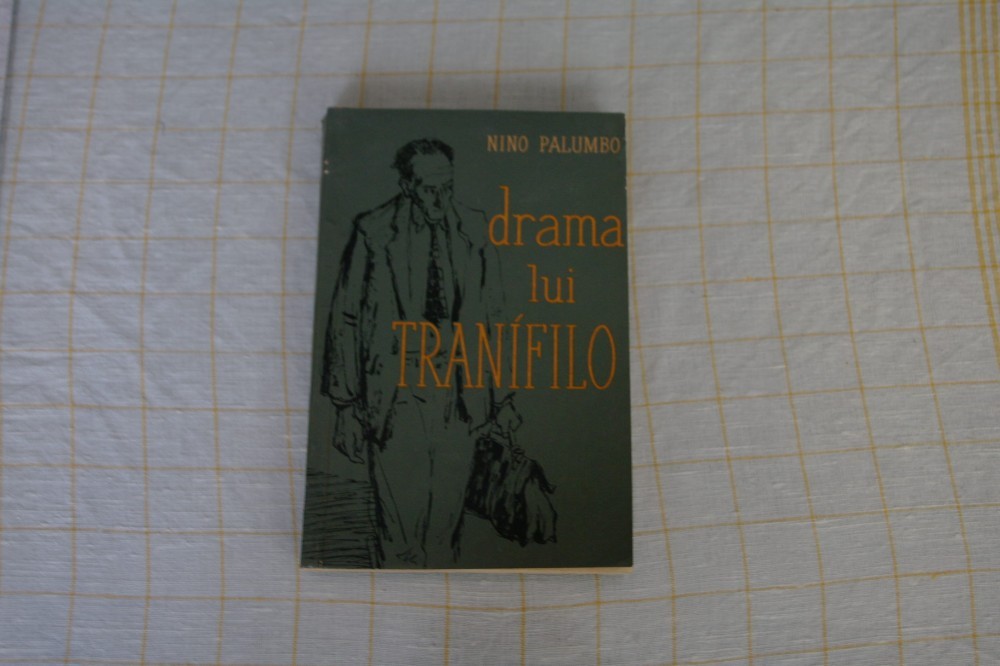 NINO PALUMBO
drama
lui
TRANÍFILO